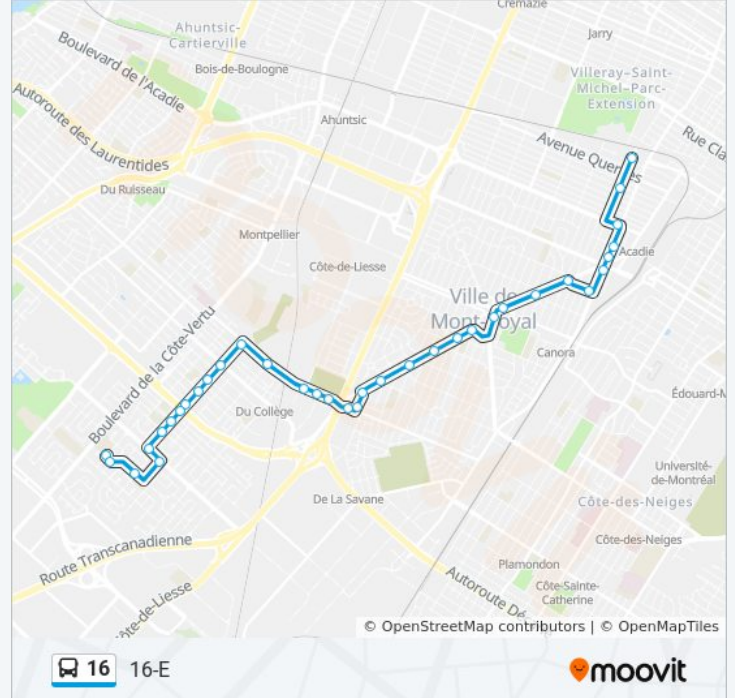 Crémazie
Ahuntsic-
Cartierville
Jarry
Boulevard de l'Acadie
Bois-de-Boulogne
Villeray–Saint-
Michel–Parc-
Extension
Autoroute des Laurentides
Ahuntsic
Rue Cla
Avenue Querbes
Du Ruisseau
Montpellier
Acadie
Côte-de-Liesse
Ville de
Mont-Royal
Boulevard de la Côte-Vertu
Canora
Édouard-M
Du Collège
Université-
de-Montréal
De La Savane
Côte-des-Neiges
Route Transcanadienne
Côte-des-Neiges
Plamondon
Côte-Sainte-
Catherine
Autoroute Dé
ôte-de-Liesse
© OpenStreetMap contributors | © OpenMapTiles
16 16-E
moovit